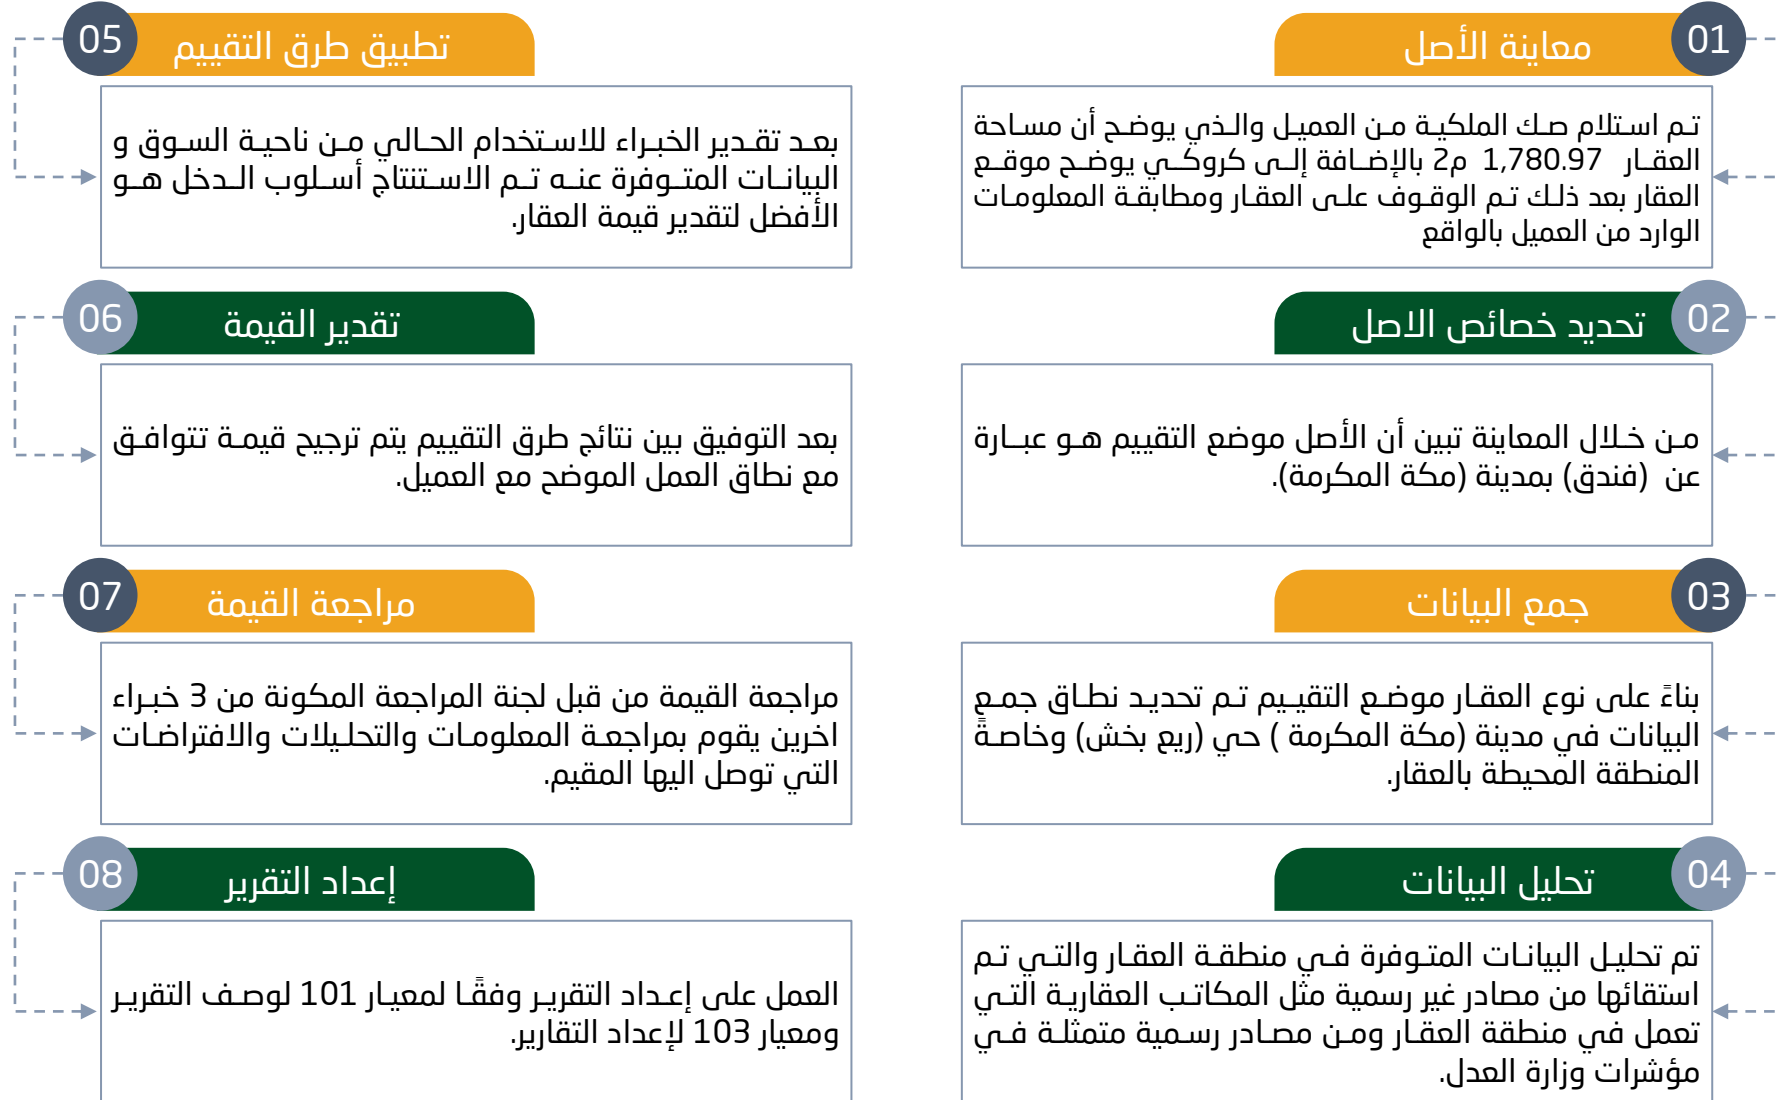 01
معاينة الأصل
تم استلام صك الملكية من العميل والذي يوضح أن مساحة
العقار 1,780.97 م2 بالإضافة إلى كروكي يوضح موقع
العقار بعد ذلك تم الوقوف على العقار ومطابقة المعلومات
الوارد من العميل بالواقع
02
تحديد خصائص الاصل
من خلال المعاينة تبين أن الأصل موضع التقييم هو عبارة
عن (فندق) بمدينة (مكة المكرمة).
03
جمع البيانات
بناءً على نوع العقار موضع التقييم تم تحديد نطاق جمع
البيانات في مدينة (مكة المكرمة ) حي (ريع بخش) وخاصةً
المنطقة المحيطة بالعقار.
04
تحليل البيانات
تم تحليل البيانات المتوفرة في منطقة العقار والتي تم
استقائها من مصادر غير رسمية مثل المكاتب العقارية التي
تعمل في منطقة العقار ومن مصادر رسمية متمثلة في
مؤشرات وزارة العدل.
05
تطبيق طرق التقييم
بعد تقدير الخبراء للاستخدام الحالي من ناحية السوق و
البيانات المتوفرة عنه تم الاستنتاج أسلوب الدخل هو
الأفضل لتقدير قيمة العقار.
06
تقدير القيمة
بعد التوفيق بين نتائج طرق التقييم يتم ترجيح قيمة تتوافق
مع نطاق العمل الموضح مع العميل.
07
مراجعة القيمة
مراجعة القيمة من قبل لجنة المراجعة المكونة من 3 خبراء
اخرين يقوم بمراجعة المعلومات والتحليلات والافتراضات
التي توصل اليها المقيم.
08
إعداد التقرير
العمل على إعداد التقرير وفقًا لمعيار 101 لوصف التقرير
ومعيار 103 لإعداد التقارير.